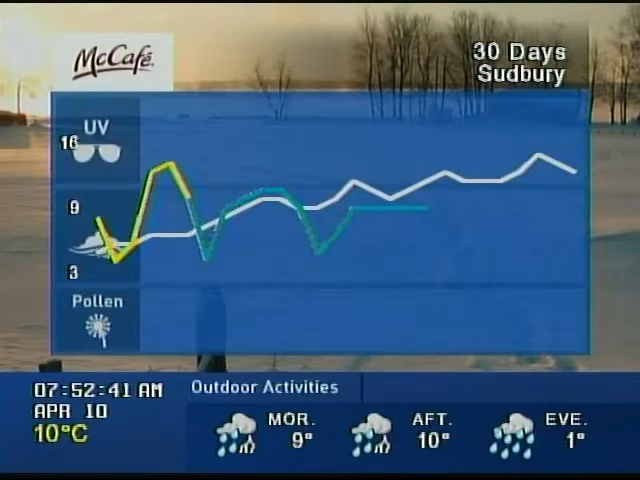 McCafé
30 Days
Sudbury
UV
16
9
3
Pollen
07:52:41 AM
APR 10
10°C
Outdoor Activities
MOR.
9°
AFT.
10°
EVE.
1°